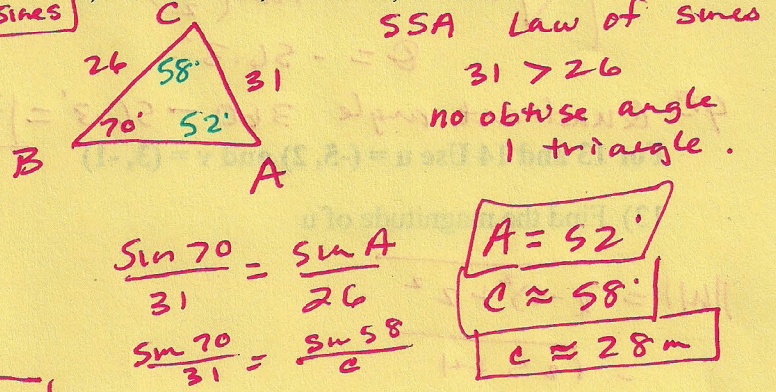 Sines
SSA Law of sines
31 > 26
no obtuse angle
1 triangle.
C
26
58°
31
70°
52°
B
A
Sin 70 / 31 = Sin A / 26
Sin 70 / 31 = Sin 58 / c
A = 52°
C ≈ 58°
c ≈ 28 m